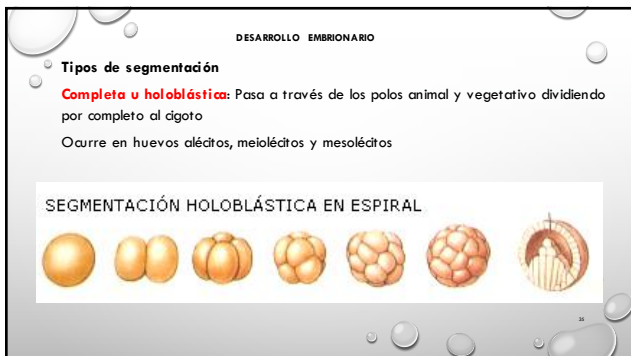 DESARROLLO EMBRIONARIO
Tipos de segmentación
Completa u holoblástica: Pasa a través de los polos animal y vegetativo dividiendo
por completo al cigoto
Ocurre en huevos alécitos, meiolécitos y mesolécitos
SEGMENTACIÓN HOLOBLÁSTICA EN ESPIRAL